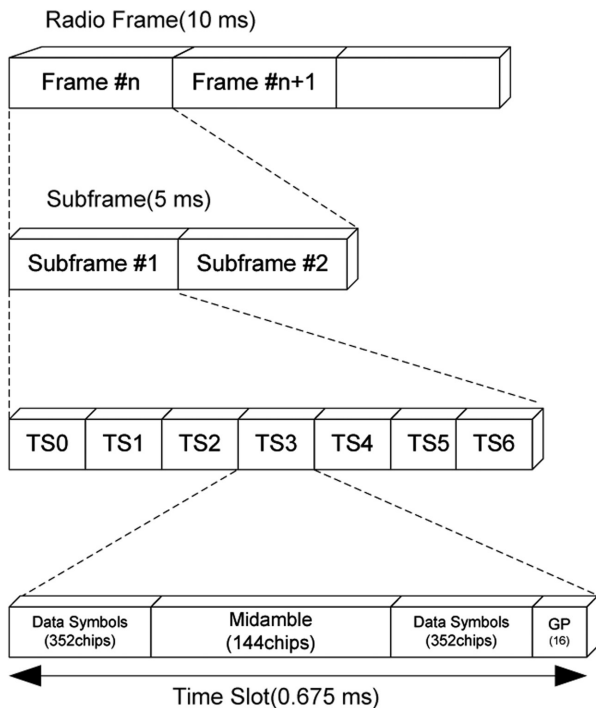 Radio Frame(10 ms)
Frame #n
Frame #n+1
Subframe(5 ms)
Subframe #1
Subframe #2
TS0
TS1
TS2
TS3
TS4
TS5
TS6
Data Symbols
(352chips)
Midamble
(144chips)
Data Symbols
(352chips)
GP
(16)
Time Slot(0.675 ms)